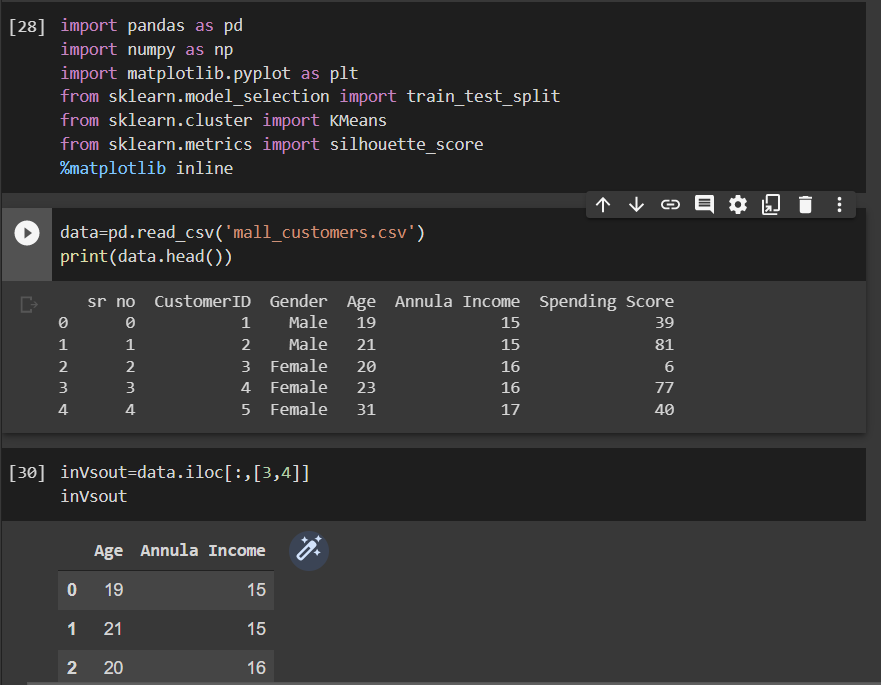 [28] import pandas as pd
import numpy as np
import matplotlib.pyplot as plt
from sklearn.model_selection import train_test_split
from sklearn.cluster import KMeans
from sklearn.metrics import silhouette_score
%matplotlib inline
data=pd.read_csv('mall_customers.csv')
print(data.head())
sr no CustomerID Gender Age Annula Income Spending Score
0 0 1 Male 19 15 39
1 1 2 Male 21 15 81
2 2 3 Female 20 16 6
3 3 4 Female 23 16 77
4 4 5 Female 31 17 40
[30] inVsout=data.iloc[:,[3,4]]
inVsout
Age Annula Income
0 19 15
1 21 15
2 20 16